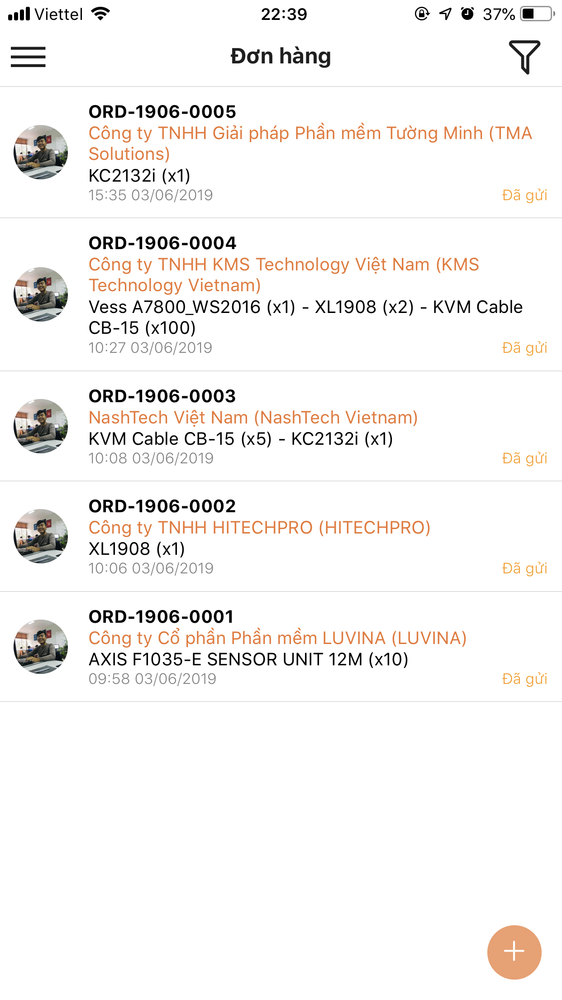 Viettel 22:39 37%
Đơn hàng
ORD-1906-0005
Công ty TNHH Giải pháp Phần mềm Tường Minh (TMA
Solutions)
KC2132i (x1)
15:35 03/06/2019 Đã gửi
ORD-1906-0004
Công ty TNHH KMS Technology Việt Nam (KMS
Technology Vietnam)
Vess A7800_WS2016 (x1) - XL1908 (x2) - KVM Cable
CB-15 (x100)
10:27 03/06/2019 Đã gửi
ORD-1906-0003
NashTech Việt Nam (NashTech Vietnam)
KVM Cable CB-15 (x5) - KC2132i (x1)
10:08 03/06/2019 Đã gửi
ORD-1906-0002
Công ty TNHH HITECHPRO (HITECHPRO)
XL1908 (x1)
10:06 03/06/2019 Đã gửi
ORD-1906-0001
Công ty Cổ phần Phần mềm LUVINA (LUVINA)
AXIS F1035-E SENSOR UNIT 12M (x10)
09:58 03/06/2019 Đã gửi